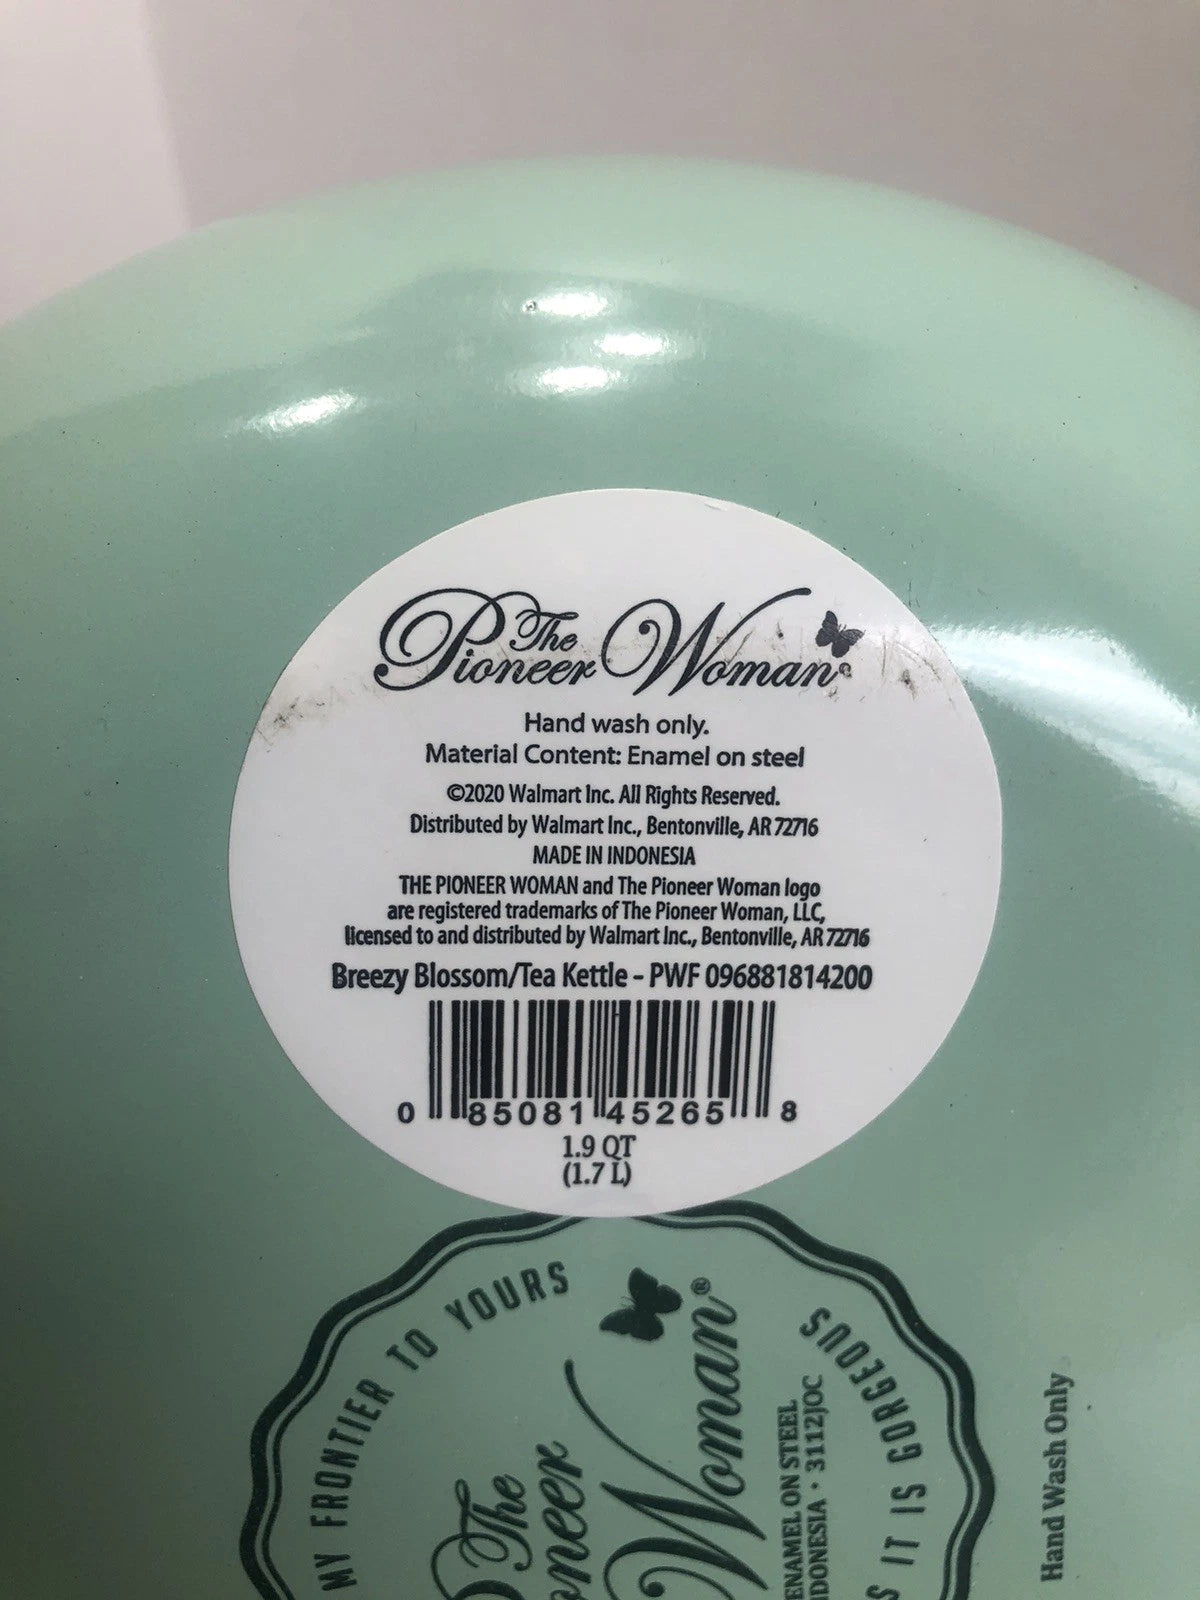 The
Pioneer Woman®
Hand wash only.
Material Content: Enamel on steel
©2020 Walmart Inc. All Rights Reserved.
Distributed by Walmart Inc., Bentonville, AR 72716
MADE IN INDONESIA
THE PIONEER WOMAN and The Pioneer Woman logo
are registered trademarks of The Pioneer Woman, LLC,
licensed to and distributed by Walmart Inc., Bentonville, AR 72716
Breezy Blossom/Tea Kettle - PWF 096881814200
0 85081 45265 8
1.9 QT
(1.7 L)
MY FRONTIER TO YOURS
The
Woman®
ENAMEL ON STEEL
3112JOC
IT IS GORGEOUS
Hand Wash Only